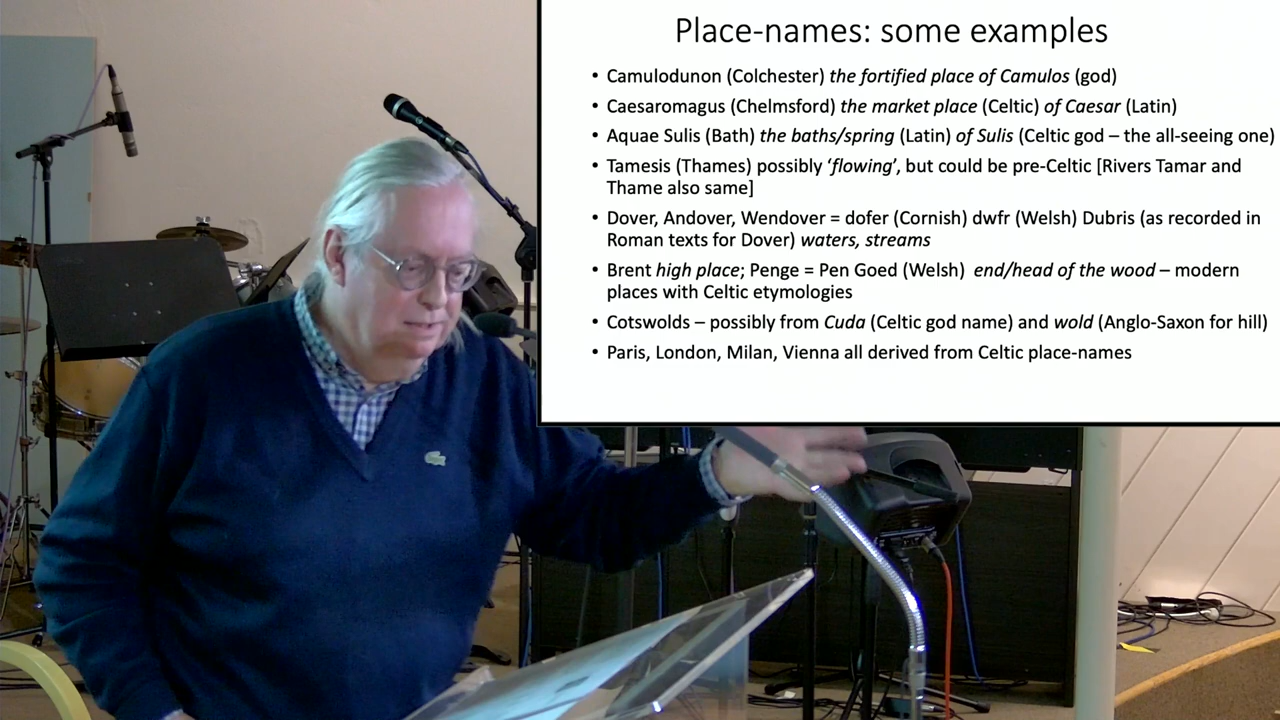 Place-names: some examples
• Camulodunon (Colchester) the fortified place of Camulos (god)
• Caesaromagus (Chelmsford) the market place (Celtic) of Caesar (Latin)
• Aquae Sulis (Bath) the baths/spring (Latin) of Sulis (Celtic god – the all-seeing one)
• Tamesis (Thames) possibly ‘flowing’, but could be pre-Celtic [Rivers Tamar and
Thame also same]
• Dover, Andover, Wendover = dofer (Cornish) dwfr (Welsh) Dubris (as recorded in
Roman texts for Dover) waters, streams
• Brent high place; Penge = Pen Goed (Welsh)  end/head of the wood – modern
places with Celtic etymologies
• Cotswolds – possibly from Cuda (Celtic god name) and wold (Anglo-Saxon for hill)
• Paris, London, Milan, Vienna all derived from Celtic place-names